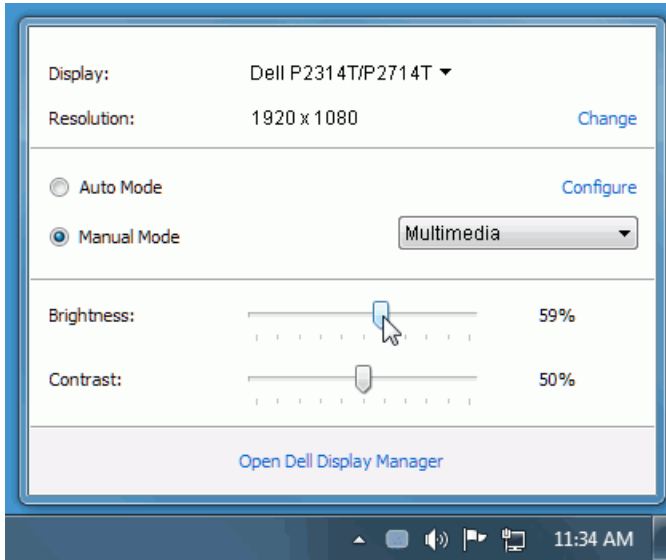 Display: Dell P2314T/P2714T
Resolution: 1920 x 1080 Change
Auto Mode Configure
Manual Mode Multimedia
Brightness: 59%
Contrast: 50%
Open Dell Display Manager
11:34 AM